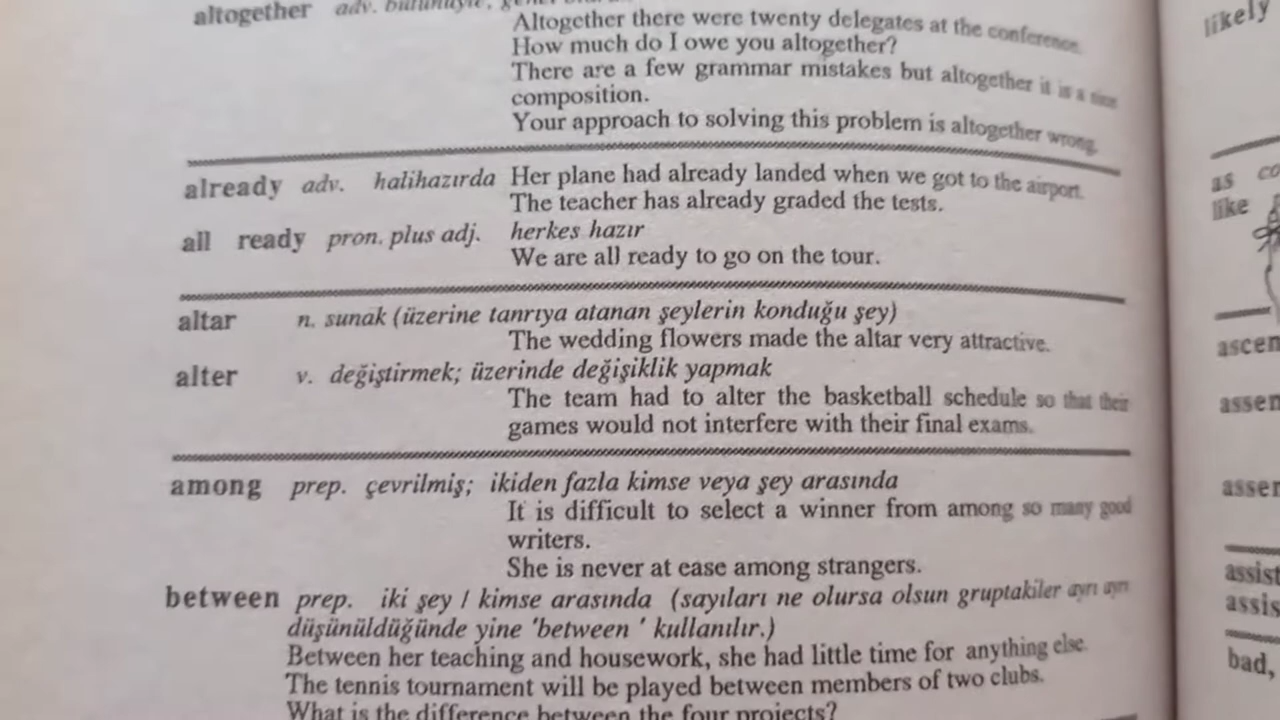 altogether adv. bütünüyle;
Altogether there were twenty delegates at the conference.
How much do I owe you altogether?
There are a few grammar mistakes but altogether it is a nice
composition.
Your approach to solving this problem is altogether wrong.
already adv. halihazırda Her plane had already landed when we got to the airport.
The teacher has already graded the tests.
all ready pron. plus adj. herkes hazır
We are all ready to go on the tour.
altar n. sunak (üzerine tanrıya atanan şeylerin konduğu şey)
The wedding flowers made the altar very attractive.
alter v. değiştirmek; üzerinde değişiklik yapmak
The team had to alter the basketball schedule so that their
games would not interfere with their final exams.
among prep. çevrilmiş; ikiden fazla kimse veya şey arasında
It is difficult to select a winner from among so many good
writers.
She is never at ease among strangers.
between prep. iki şey / kimse arasında (sayıları ne olursa olsun gruptakiler ayrı ayrı
düşünüldüğünde yine 'between ' kullanılır.)
Between her teaching and housework, she had little time for anything else.
The tennis tournament will be played between members of two clubs.
What is the difference between the four projects?
likely
as co
like
ascen
assen
asser
assist
assis
bad,